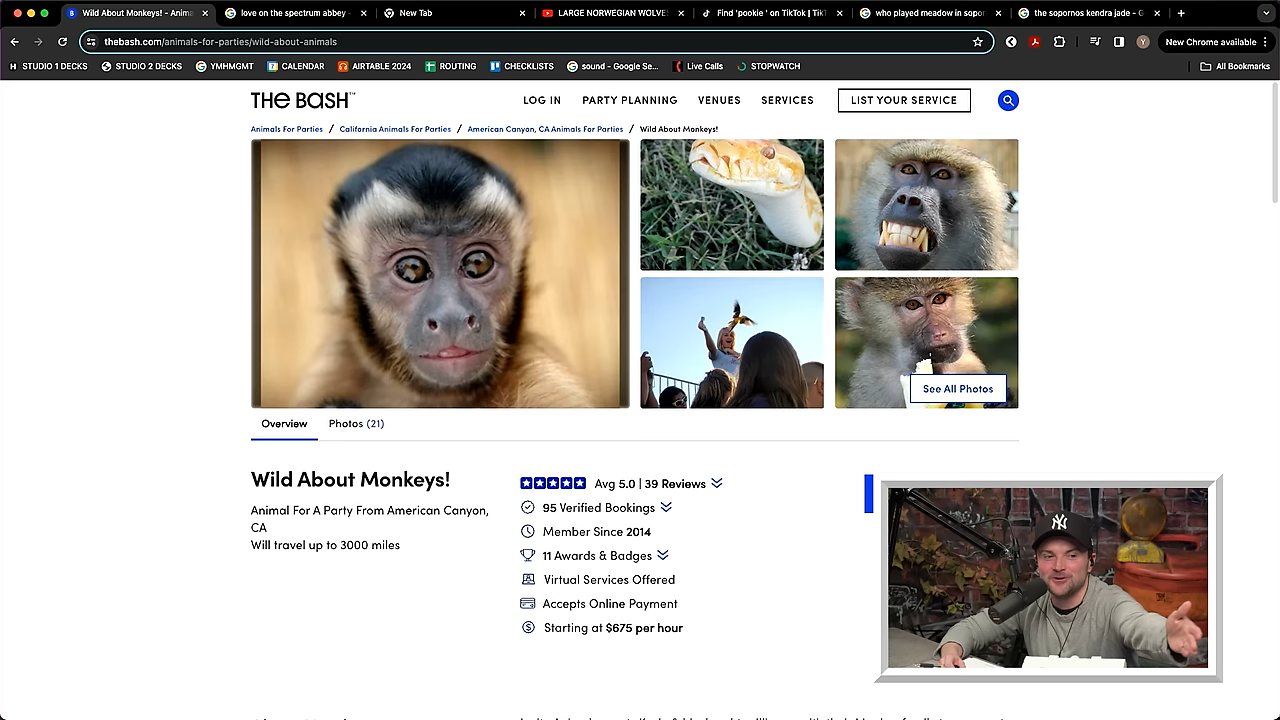 Wild About Monkeys! - Anima
love on the spectrum abbey -
New Tab
LARGE NORWEGIAN WOLVES
Find 'pookie ' on TikTok | TikT
who played meadow in sopor
the sopornos kendra jade - G
thebash.com/animals-for-parties/wild-about-animals
Y
New Chrome available
STUDIO 1 DECKS
STUDIO 2 DECKS
YMHMGMT
CALENDAR
AIRTABLE 2024
ROUTING
CHECKLISTS
sound - Google Se...
Live Calls
STOPWATCH
All Bookmarks
THE BASH™
LOG IN
PARTY PLANNING
VENUES
SERVICES
LIST YOUR SERVICE
Animals For Parties / California Animals For Parties / American Canyon, CA Animals For Parties / Wild About Monkeys!
See All Photos
Overview
Photos (21)
Wild About Monkeys!
Animal For A Party From American Canyon,
CA
Will travel up to 3000 miles
Avg 5.0 | 39 Reviews
95 Verified Bookings
Member Since 2014
11 Awards & Badges
Virtual Services Offered
Accepts Online Payment
Starting at $675 per hour